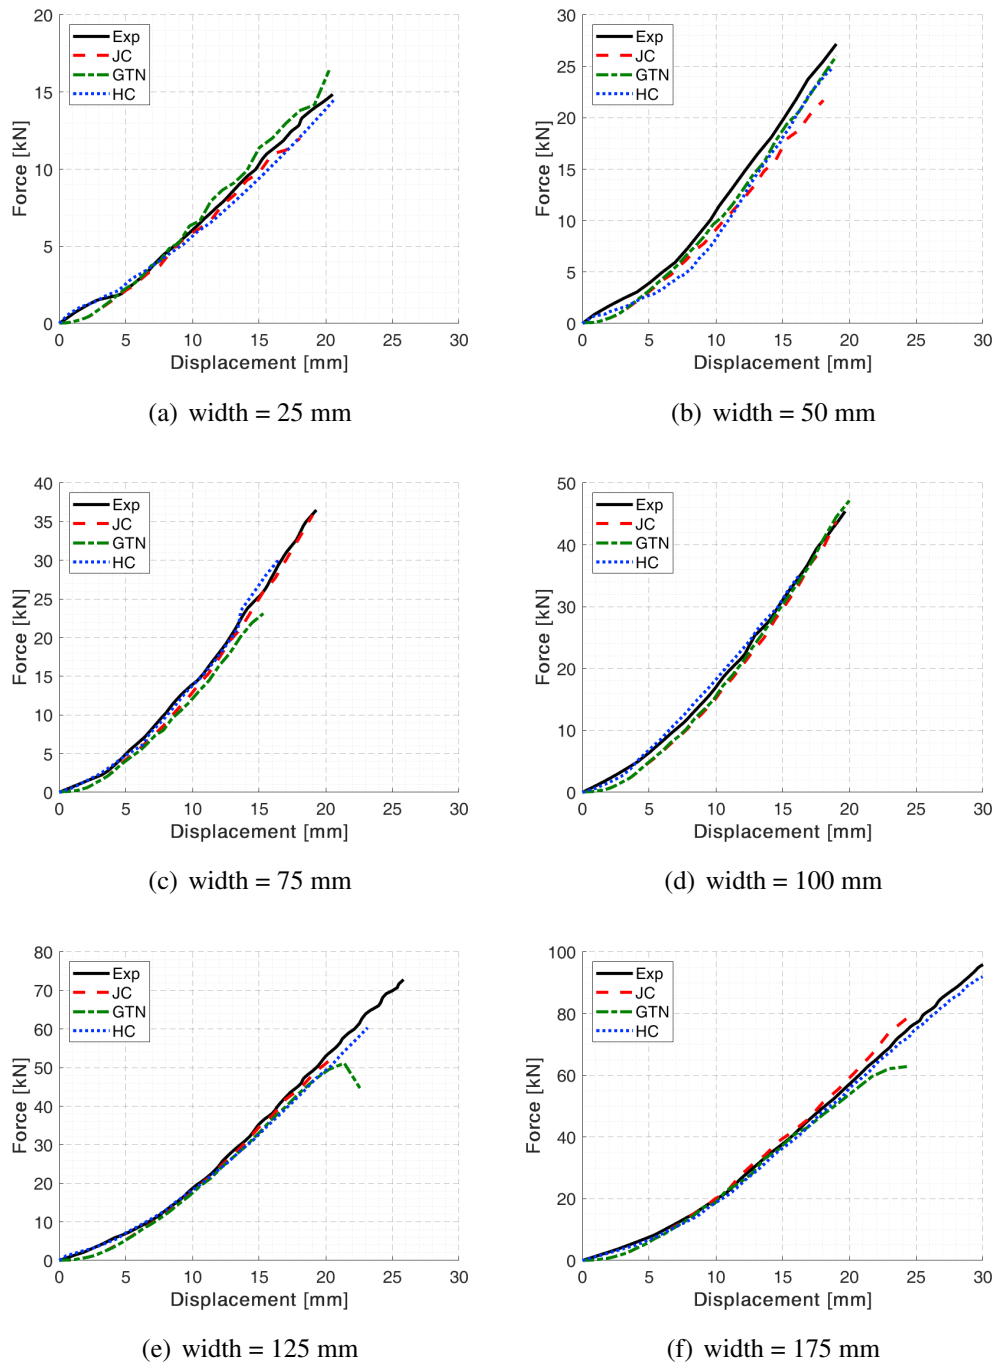 20
15
10
5
0
Force [kN]
Exp
JC
GTN
HC
0 5 10 15 20 25 30
Displacement [mm]
(a) width = 25 mm
30
25
20
15
10
5
0
Force [kN]
Exp
JC
GTN
HC
0 5 10 15 20 25 30
Displacement [mm]
(b) width = 50 mm
40
35
30
25
20
15
10
5
0
Force [kN]
Exp
JC
GTN
HC
0 5 10 15 20 25 30
Displacement [mm]
(c) width = 75 mm
50
40
30
20
10
0
Force [kN]
Exp
JC
GTN
HC
0 5 10 15 20 25 30
Displacement [mm]
(d) width = 100 mm
80
70
60
50
40
30
20
10
0
Force [kN]
Exp
JC
GTN
HC
0 5 10 15 20 25 30
Displacement [mm]
(e) width = 125 mm
100
80
60
40
20
0
Force [kN]
Exp
JC
GTN
HC
0 5 10 15 20 25 30
Displacement [mm]
(f) width = 175 mm